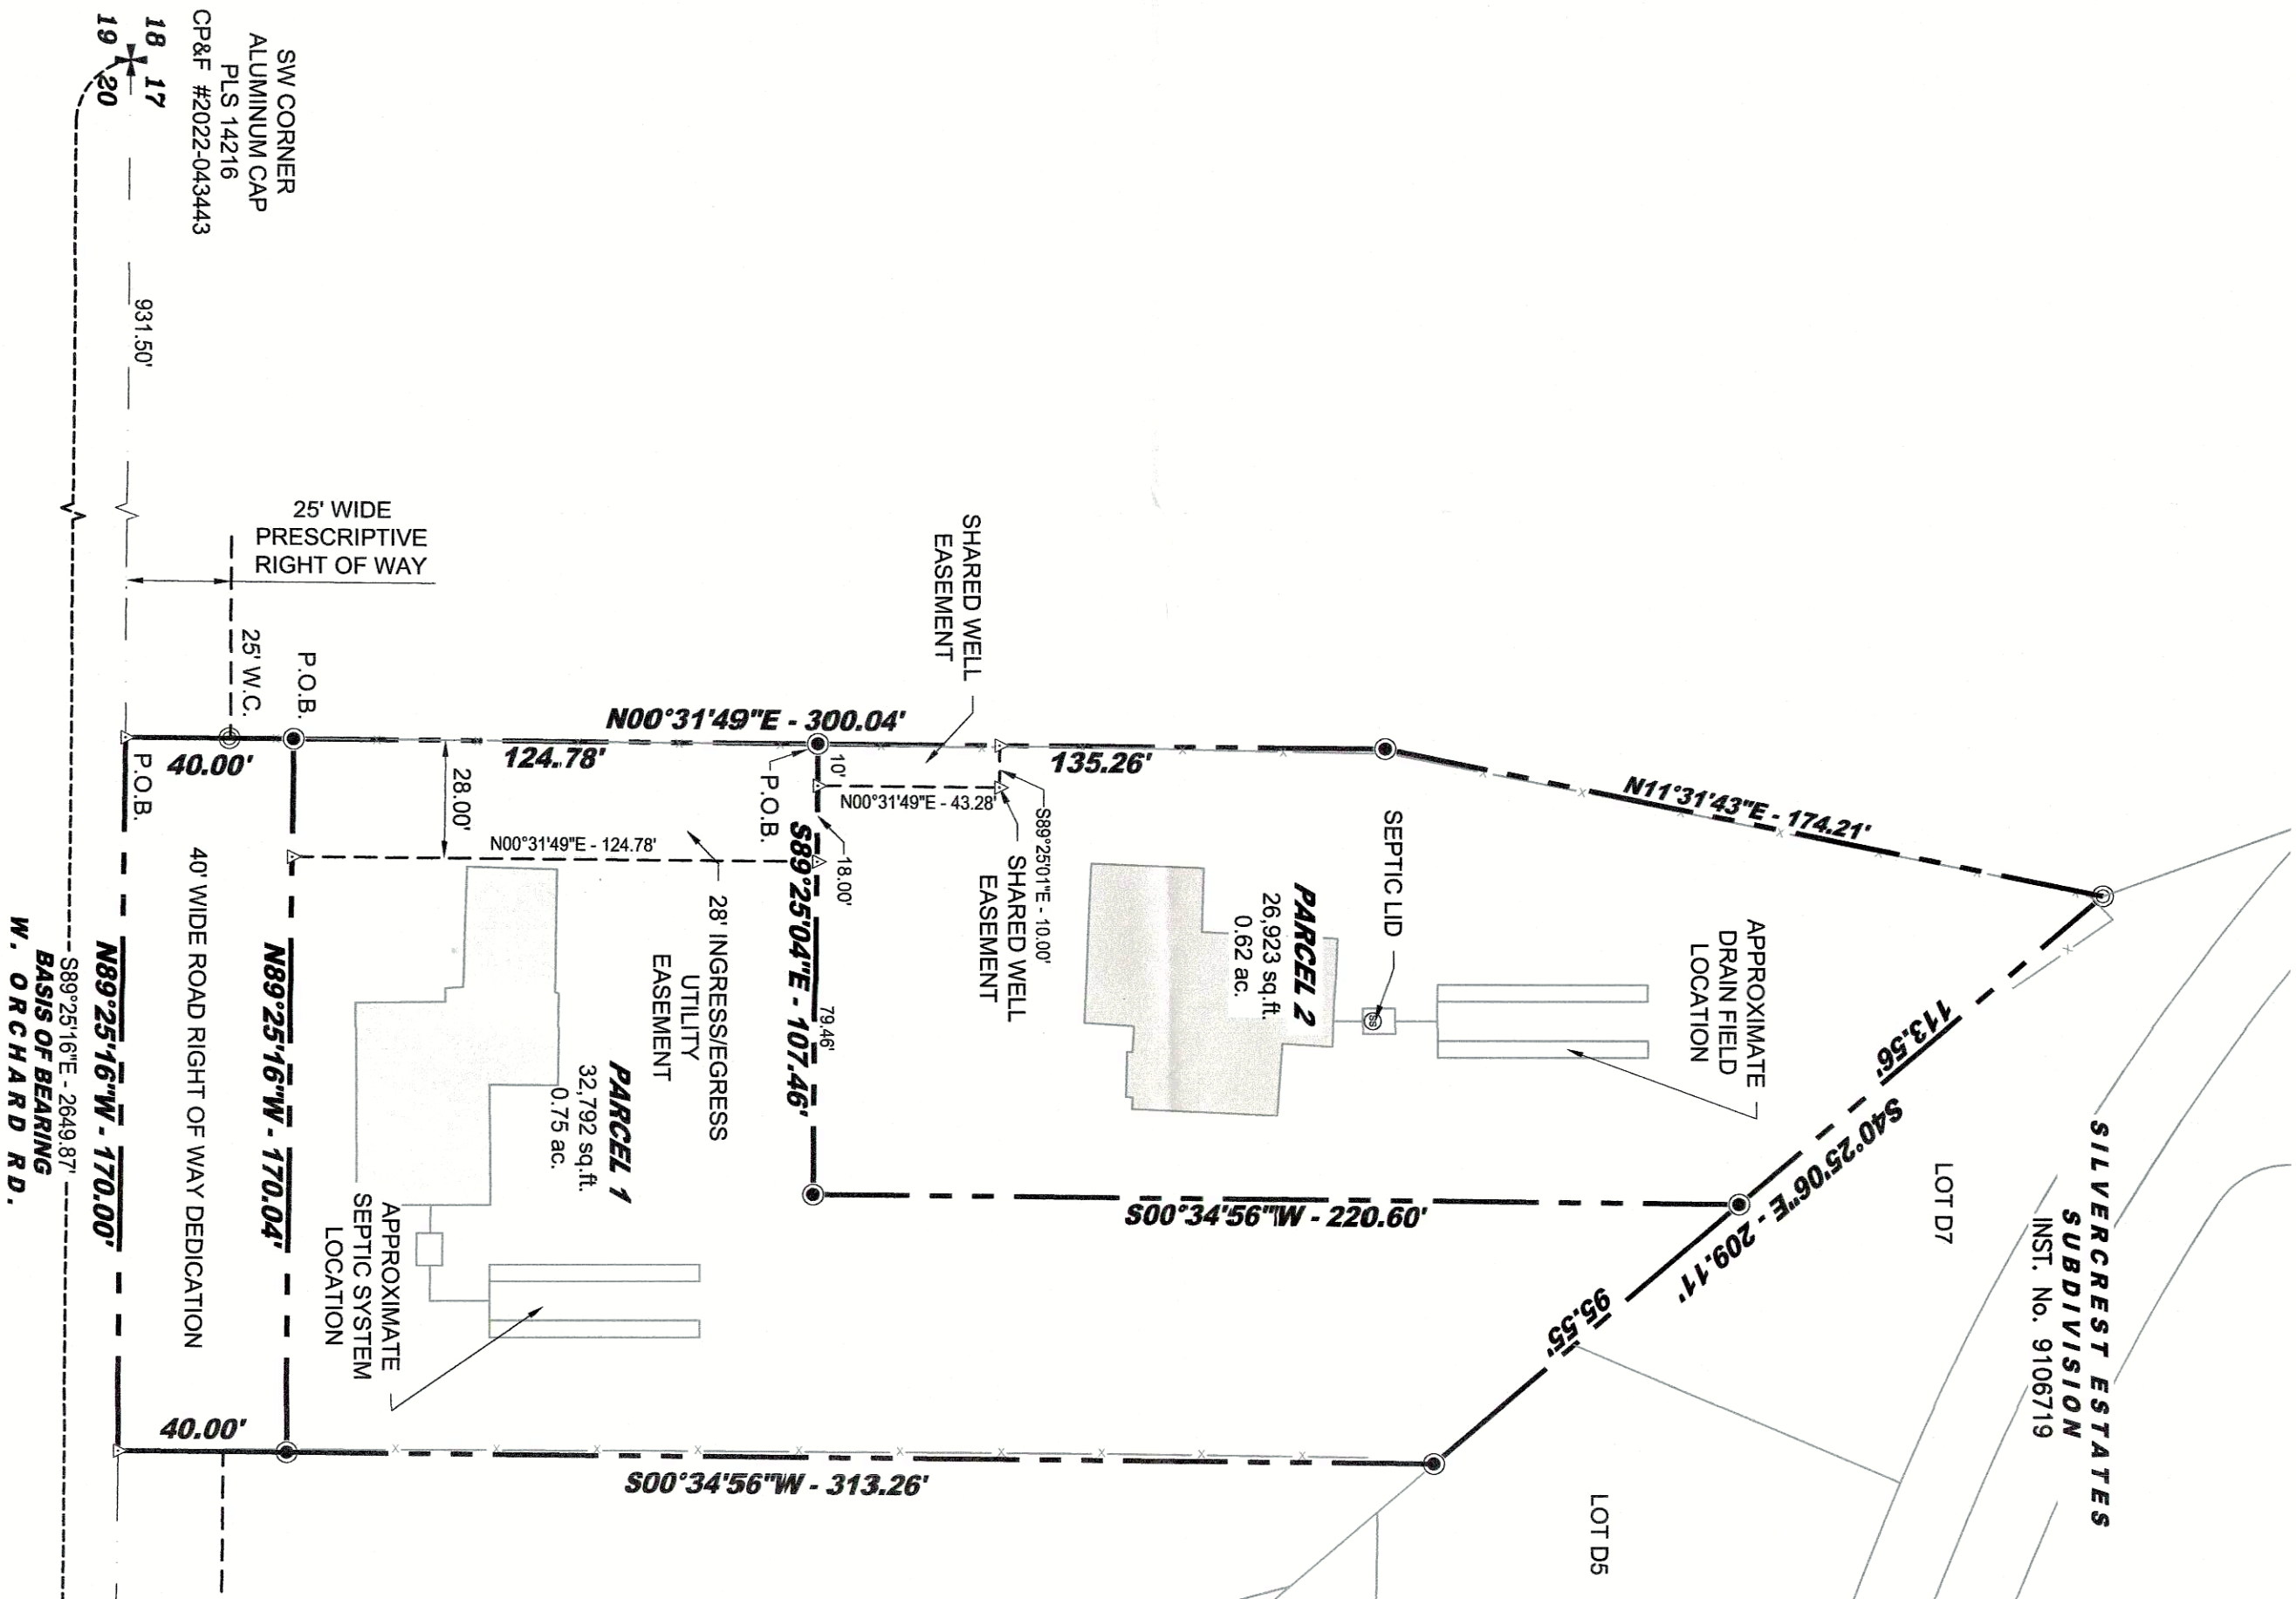 SW CORNER
ALUMINUM CAP
PLS 14216
CP&F #2022-043443
18 17
19 20
931.50'
25' WIDE
PRESCRIPTIVE
RIGHT OF WAY
25' W.C.
P.O.B.
40.00'
P.O.B.
N00°31'49"E - 300.04'
124.78'
28.00'
N00°31'49"E - 124.78'
P.O.B.
10'
SHARED WELL
EASEMENT
135.26'
N00°31'49"E - 43.28'
S89°25'01"E - 10.00'
SHARED WELL
EASEMENT
18.00'
S89°25'04"E - 107.46'
79.46'
28' INGRESS/EGRESS
UTILITY
EASEMENT
N11°31'43"E - 174.21'
SEPTIC LID
SS
PARCEL 2
26,923 sq.ft.
0.62 ac.
APPROXIMATE
DRAIN FIELD
LOCATION
113.56'
S40°25'06"E - 209.11'
95.55'
S00°34'56"W - 220.60'
LOT D7
SILVERCREST ESTATES
SUBDIVISION
INST. No. 9106719
LOT D5
PARCEL 1
32,792 sq.ft.
0.75 ac.
APPROXIMATE
SEPTIC SYSTEM
LOCATION
S00°34'56"W - 313.26'
N89°25'16"W - 170.04'
40' WIDE ROAD RIGHT OF WAY DEDICATION
40.00'
N89°25'16"W - 170.00'
S89°25'16"E - 2649.87'
BASIS OF BEARING
W. ORCHARD RD.